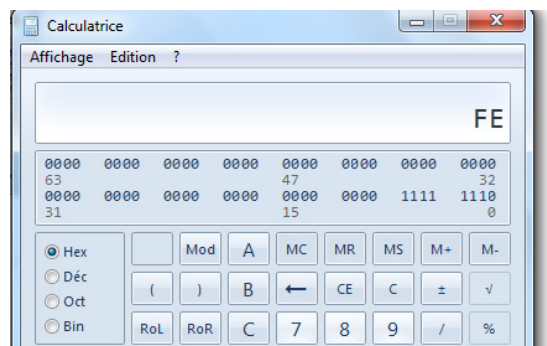 Calculatrice
Affichage Edition ?
FE
0000 0000 0000 0000 0000 0000 0000 0000
63 47 32
0000 0000 0000 0000 0000 0000 1111 1110
31 15 0
Hex Mod A MC MR MS M+ M-
Déc ( ) B ← CE C ± √
Oct
Bin RoL RoR C 7 8 9 / %